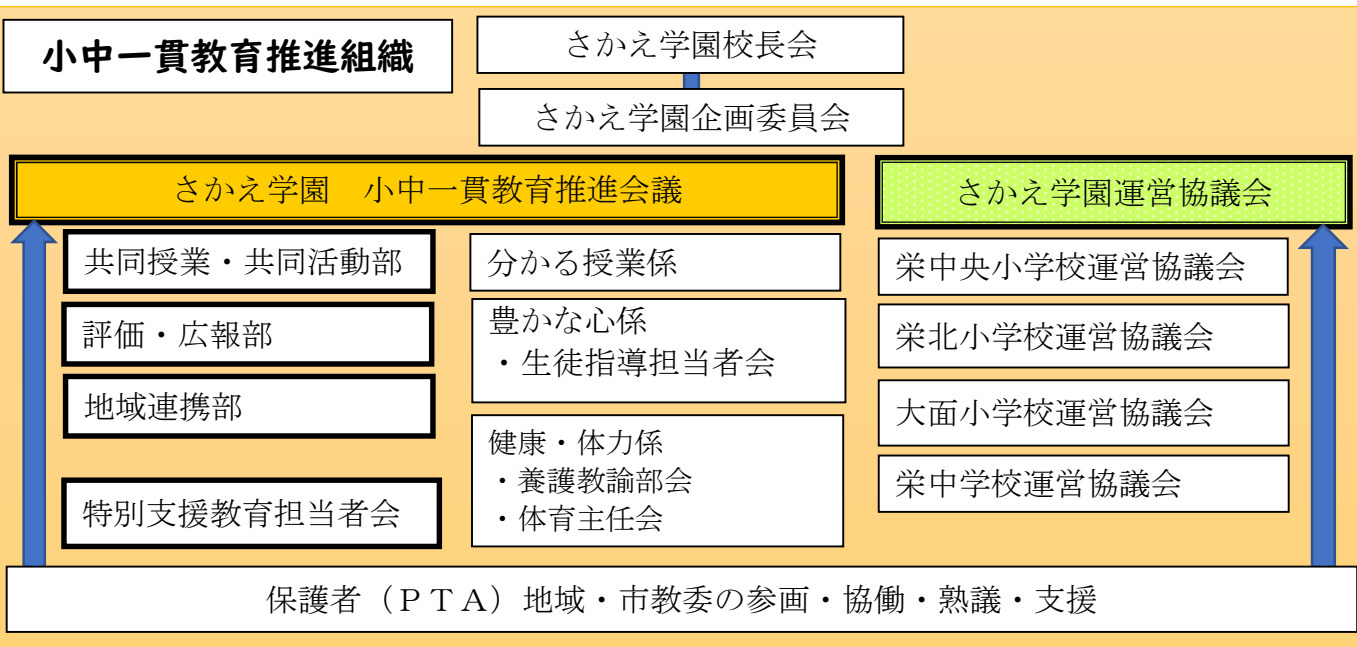 小中一貫教育推進組織
さかえ学園校長会
さかえ学園企画委員会
さかえ学園　小中一貫教育推進会議
さかえ学園運営協議会
共同授業・共同活動部
評価・広報部
地域連携部
特別支援教育担当者会
分かる授業係
豊かな心係
・生徒指導担当者会
健康・体力係
・養護教諭部会
・体育主任会
栄中央小学校運営協議会
栄北小学校運営協議会
大面小学校運営協議会
栄中学校運営協議会
保護者（ＰＴＡ）地域・市教委の参画・協働・熟議・支援